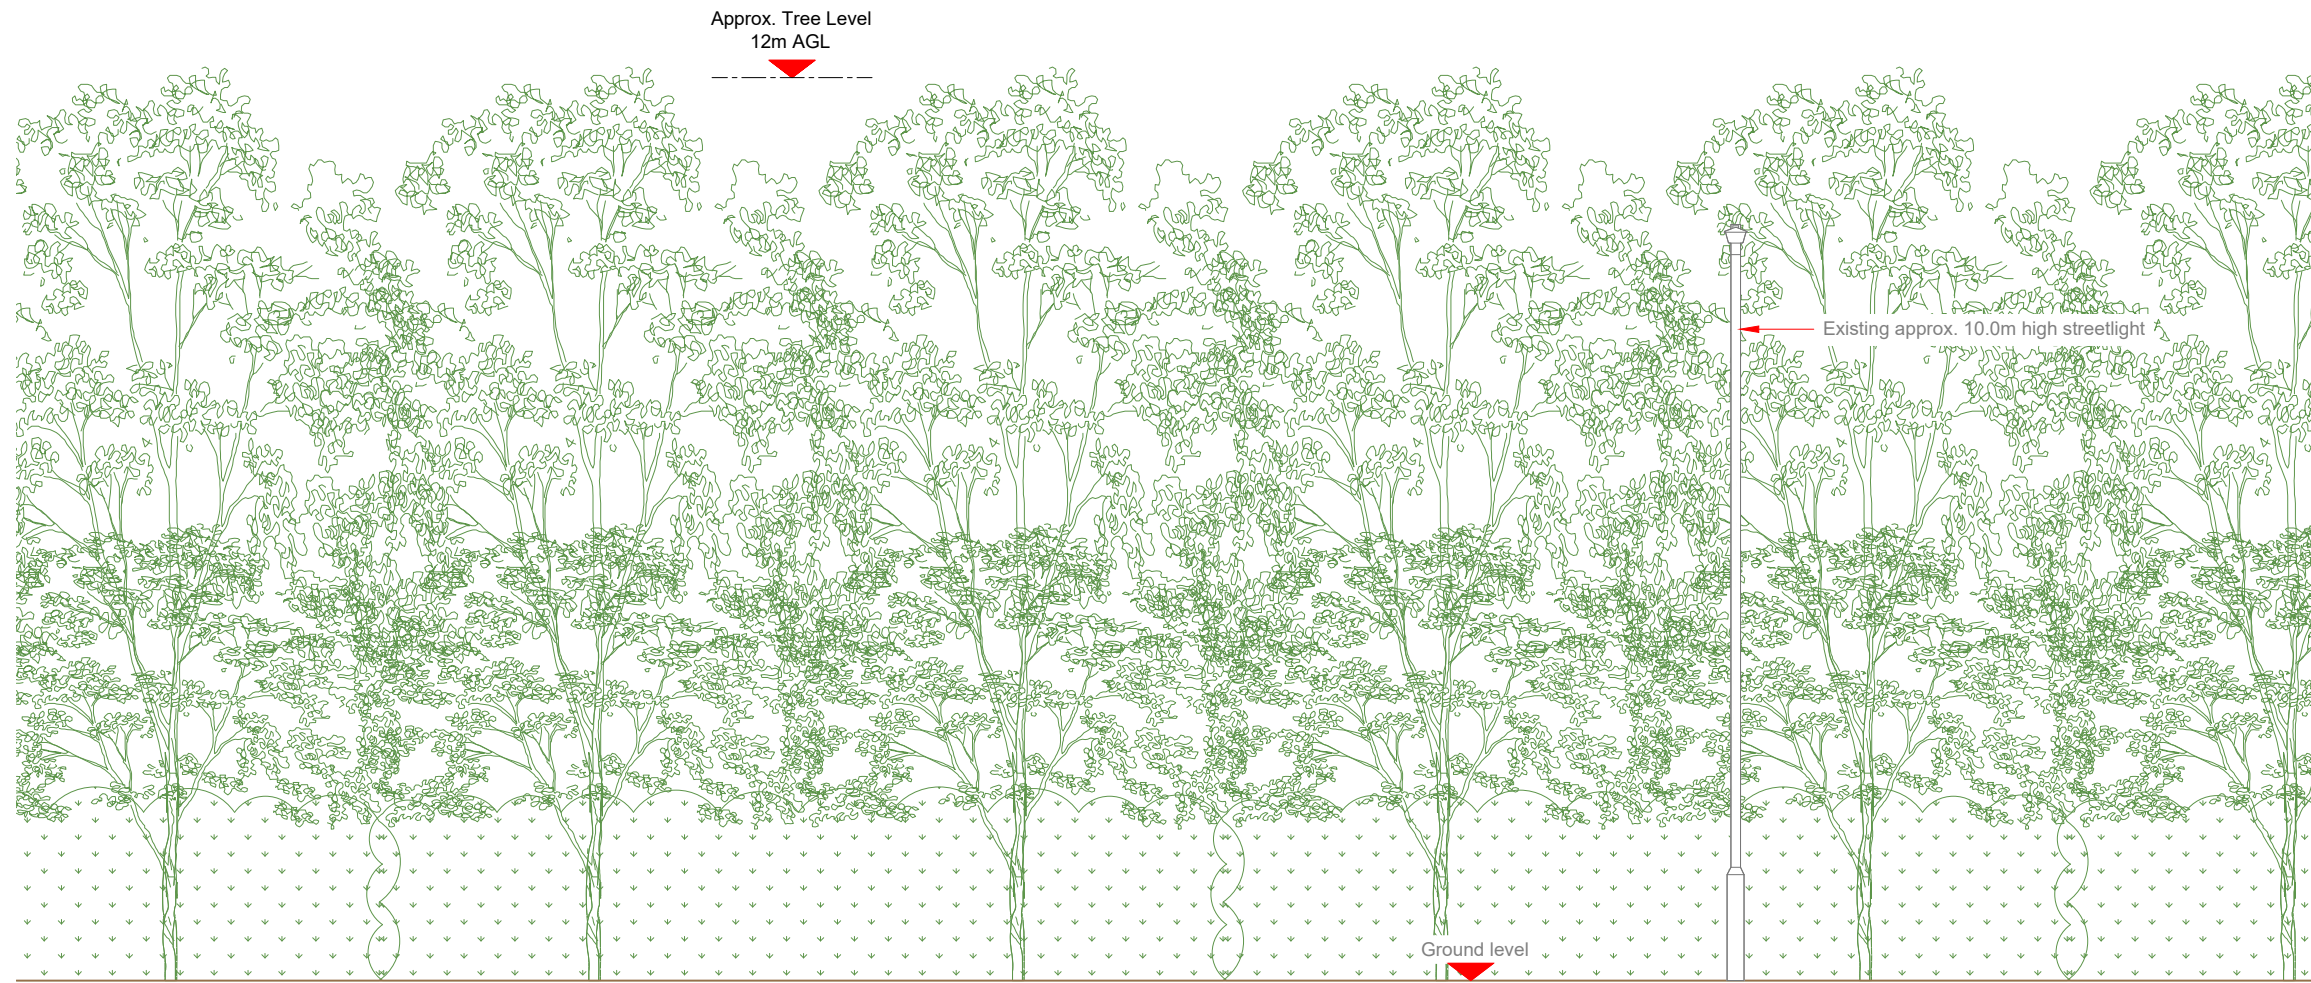 Approx. Tree Level
12m AGL
Existing approx. 10.0m high streetlight
Ground level